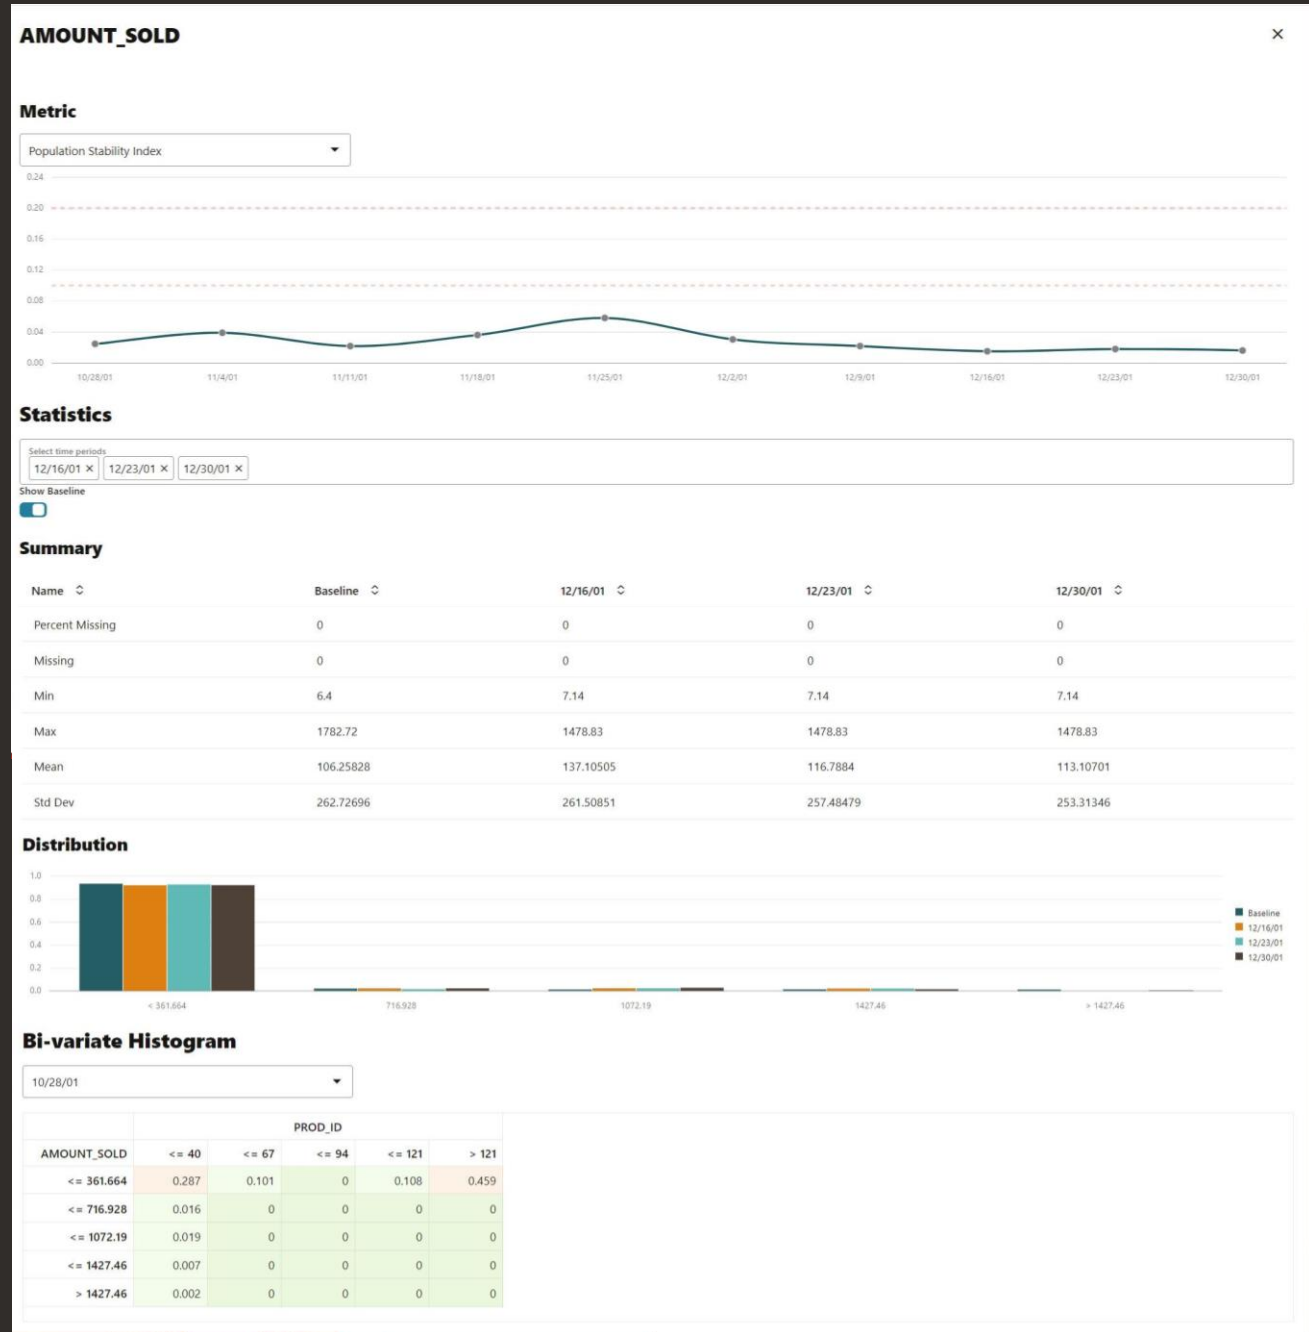 AMOUNT_SOLD ×
Metric
Population Stability Index
0.24
0.20
0.16
0.12
0.08
0.04
0.00
10/28/01 11/4/01 11/11/01 11/18/01 11/25/01 12/2/01 12/9/01 12/16/01 12/23/01 12/30/01
Statistics
Select time periods
12/16/01 × 12/23/01 × 12/30/01 ×
Show Baseline
Summary
Name Baseline 12/16/01 12/23/01 12/30/01
Percent Missing 0 0 0 0
Missing 0 0 0 0
Min 6.4 7.14 7.14 7.14
Max 1782.72 1478.83 1478.83 1478.83
Mean 106.25828 137.10505 116.7884 113.10701
Std Dev 262.72696 261.50851 257.48479 253.31346
Distribution
1.0
0.8
0.6
0.4
0.2
0.0
< 361.664 716.928 1072.19 1427.46 > 1427.46
Baseline
12/16/01
12/23/01
12/30/01
Bi-variate Histogram
10/28/01
PROD_ID
AMOUNT_SOLD <= 40 <= 67 <= 94 <= 121 > 121
<= 361.664 0.287 0.101 0 0.108 0.459
<= 716.928 0.016 0 0 0 0
<= 1072.19 0.019 0 0 0 0
<= 1427.46 0.007 0 0 0 0
> 1427.46 0.002 0 0 0 0